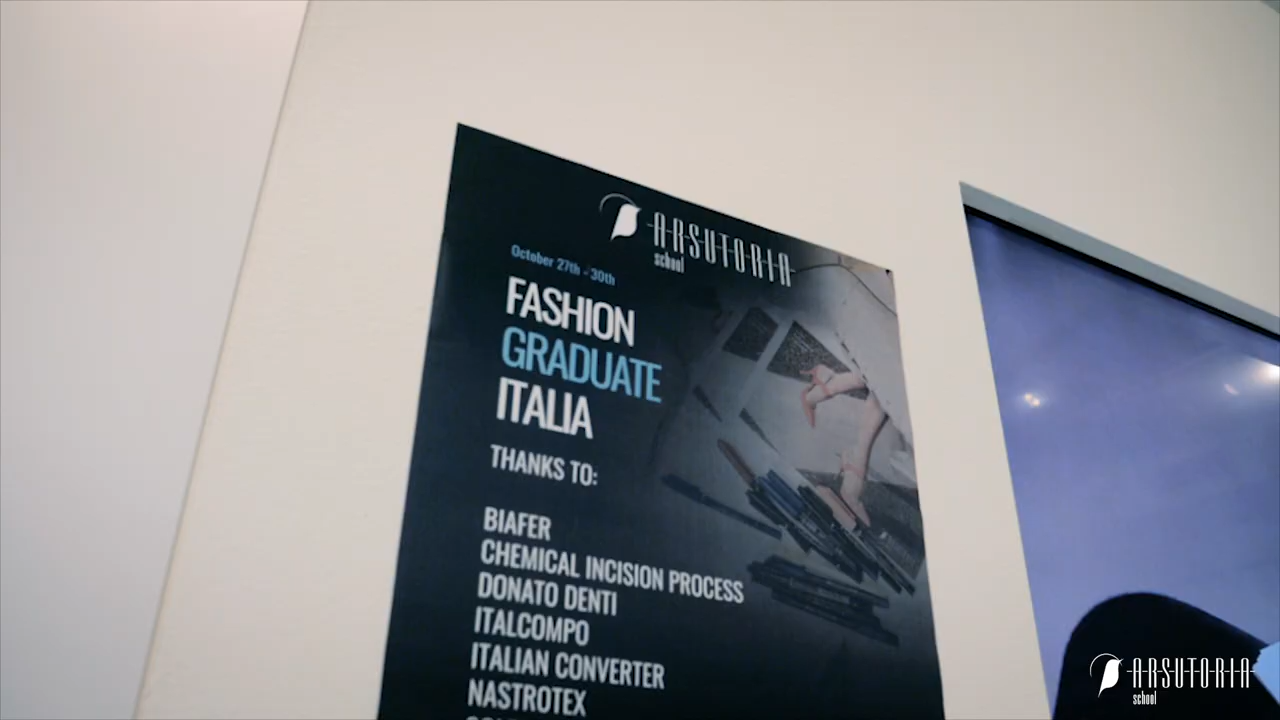 ARSUTORIA
school
October 27th - 30th
FASHION
GRADUATE
ITALIA
THANKS TO:
BIAFER
CHEMICAL INCISION PROCESS
DONATO DENTI
ITALCOMPO
ITALIAN CONVERTER
NASTROTEX
ARSUTORIA
school